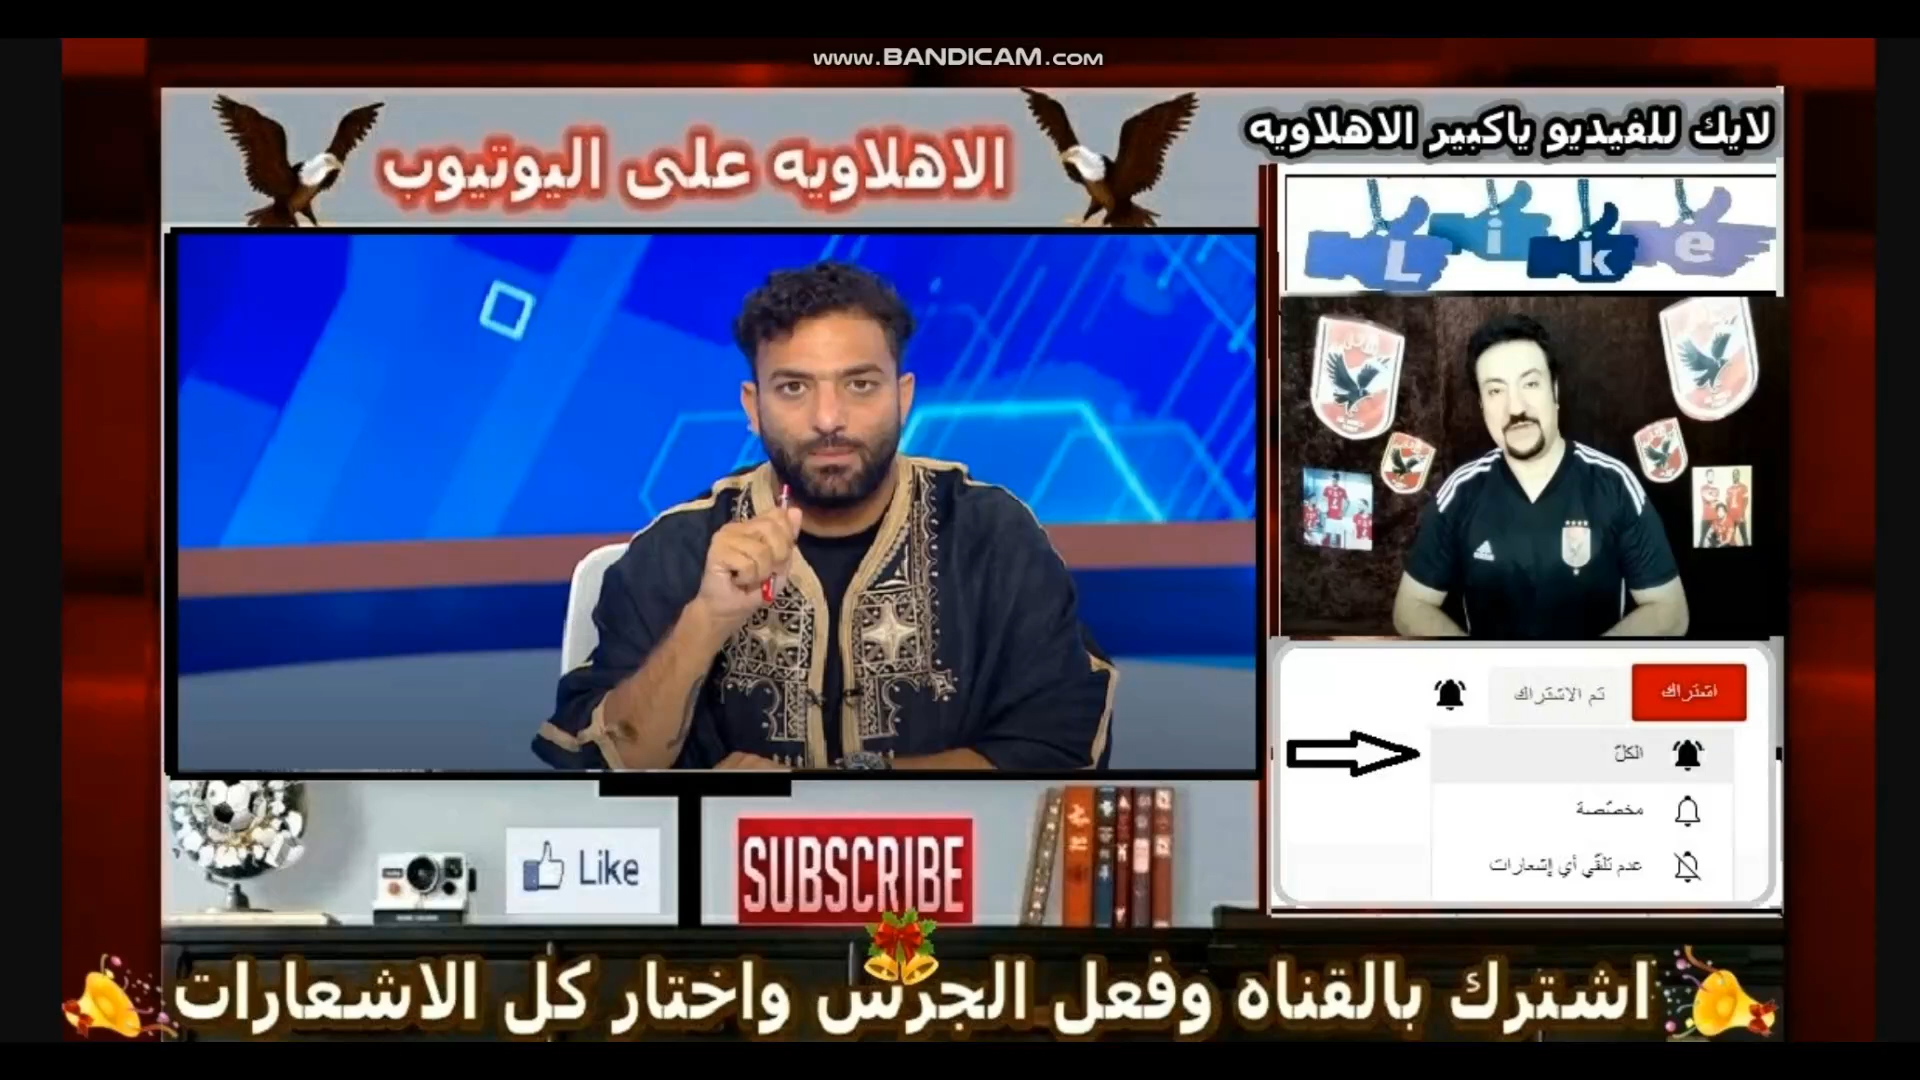 www.BANDICAM.com
لايك للفيديو ياكبير الاهلاويه
الاهلاويه على اليوتيوب
L i k e
اشتراك
تم الاشتراك
الكلّ
مخصّصة
عدم تلقّي أي إشعارات
Like
SUBSCRIBE
اشترك بالقناه وفعل الجرس واختار كل الاشعارات